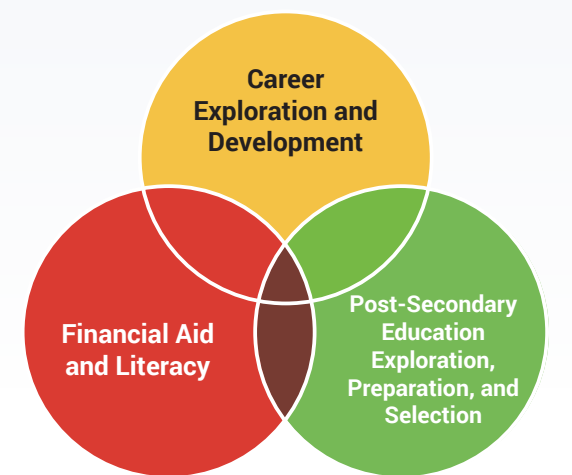 Career
Exploration and
Development
Financial Aid
and Literacy
Post-Secondary
Education
Exploration,
Preparation, and
Selection